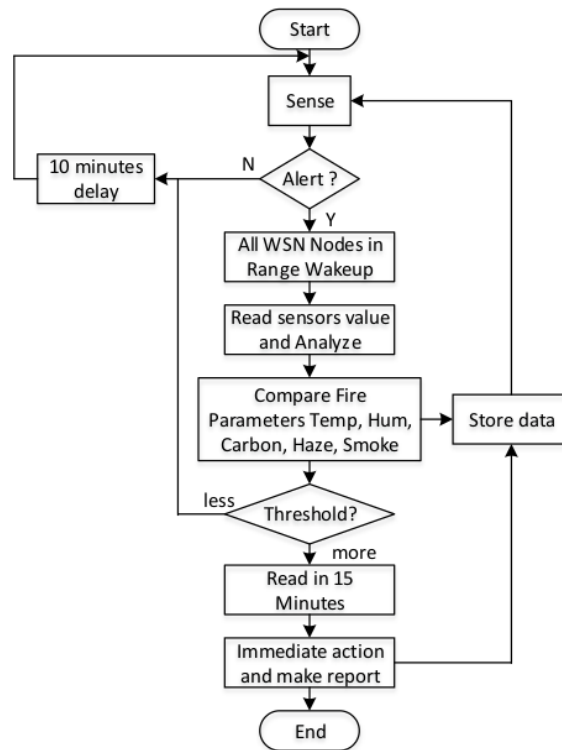 Start
Sense
N
10 minutes
delay
Alert ?
Y
All WSN Nodes in
Range Wakeup
Read sensors value
and Analyze
Compare Fire
Parameters Temp, Hum,
Carbon, Haze, Smoke
Store data
less
Threshold?
more
Read in 15
Minutes
Immediate action
and make report
End